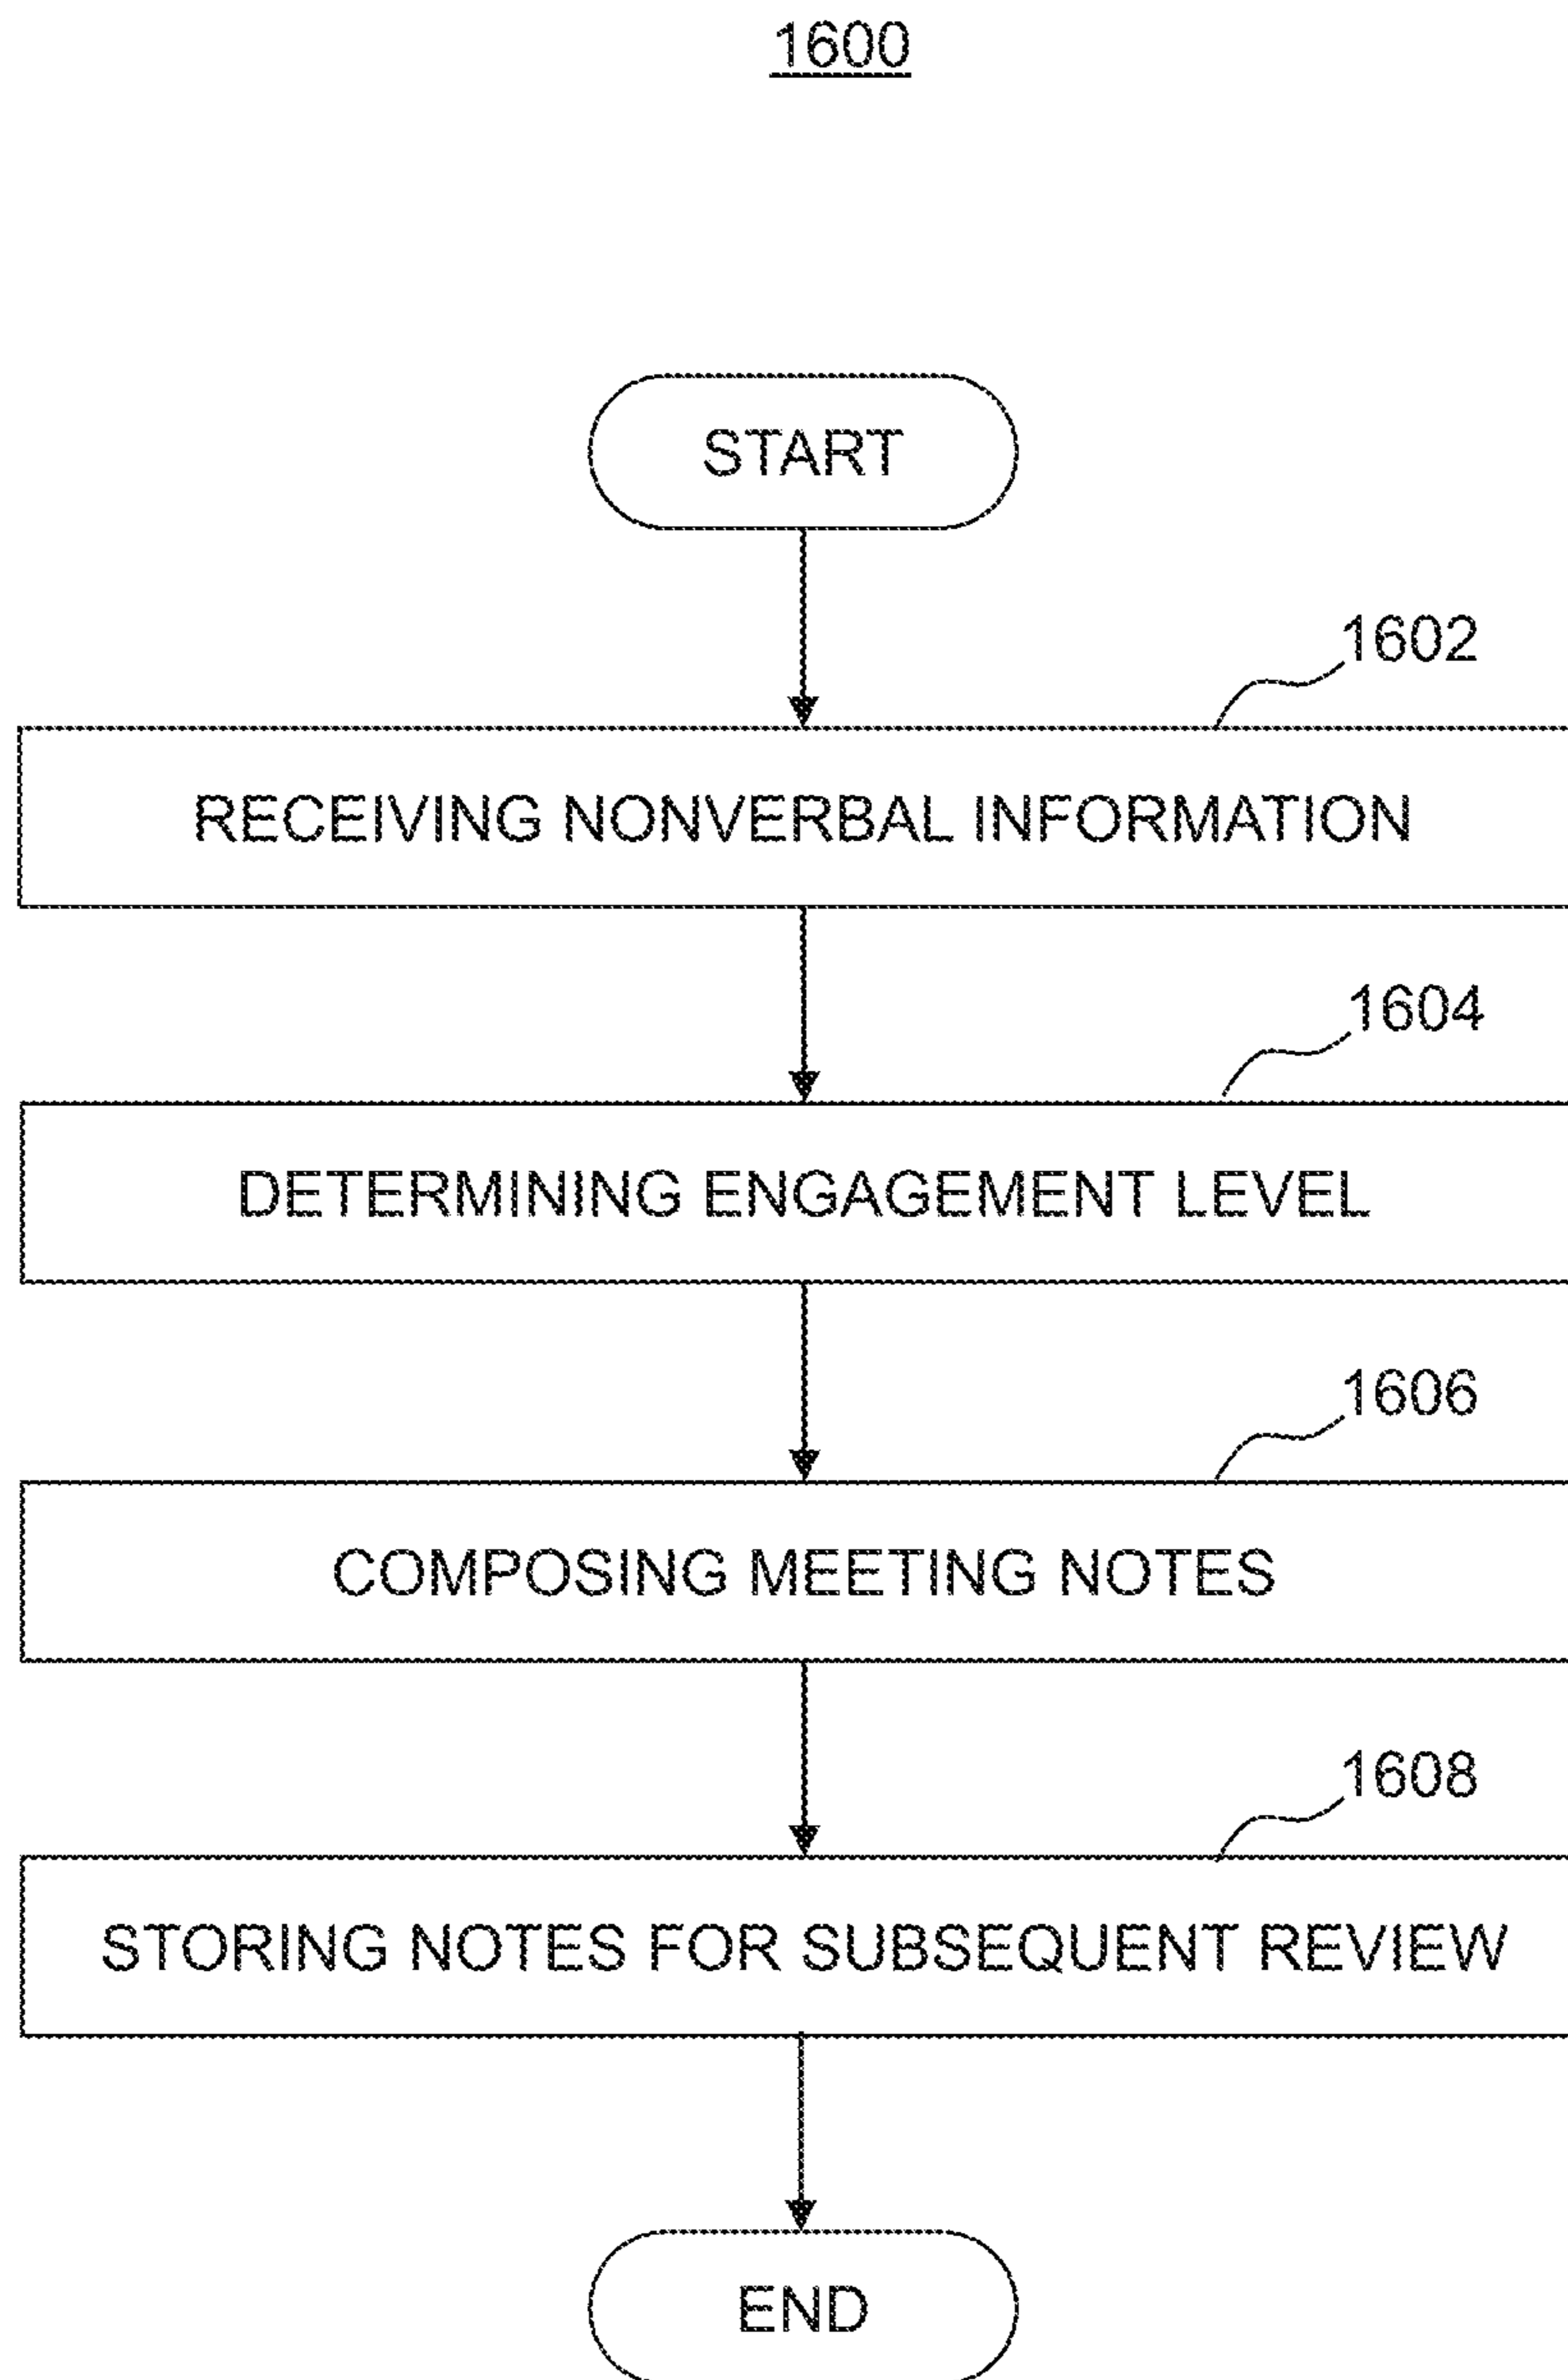 1600
START
1602
RECEIVING NONVERBAL INFORMATION
1604
DETERMINING ENGAGEMENT LEVEL
1606
COMPOSING MEETING NOTES
1608
STORING NOTES FOR SUBSEQUENT REVIEW
END